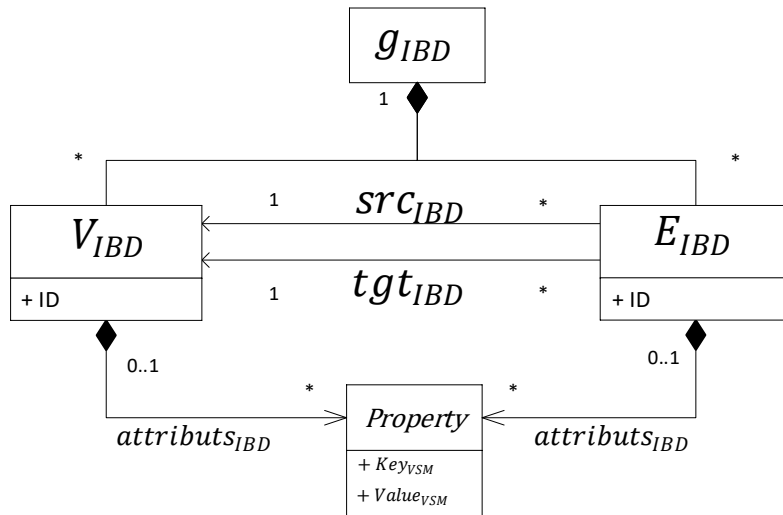 g_IBD
1
* *
1 src_IBD *
V_IBD E_IBD
1 tgt_IBD *
+ ID + ID
0..1 0..1
* *
Property
attributs_IBD attributs_IBD
+ Key_VSM
+ Value_VSM